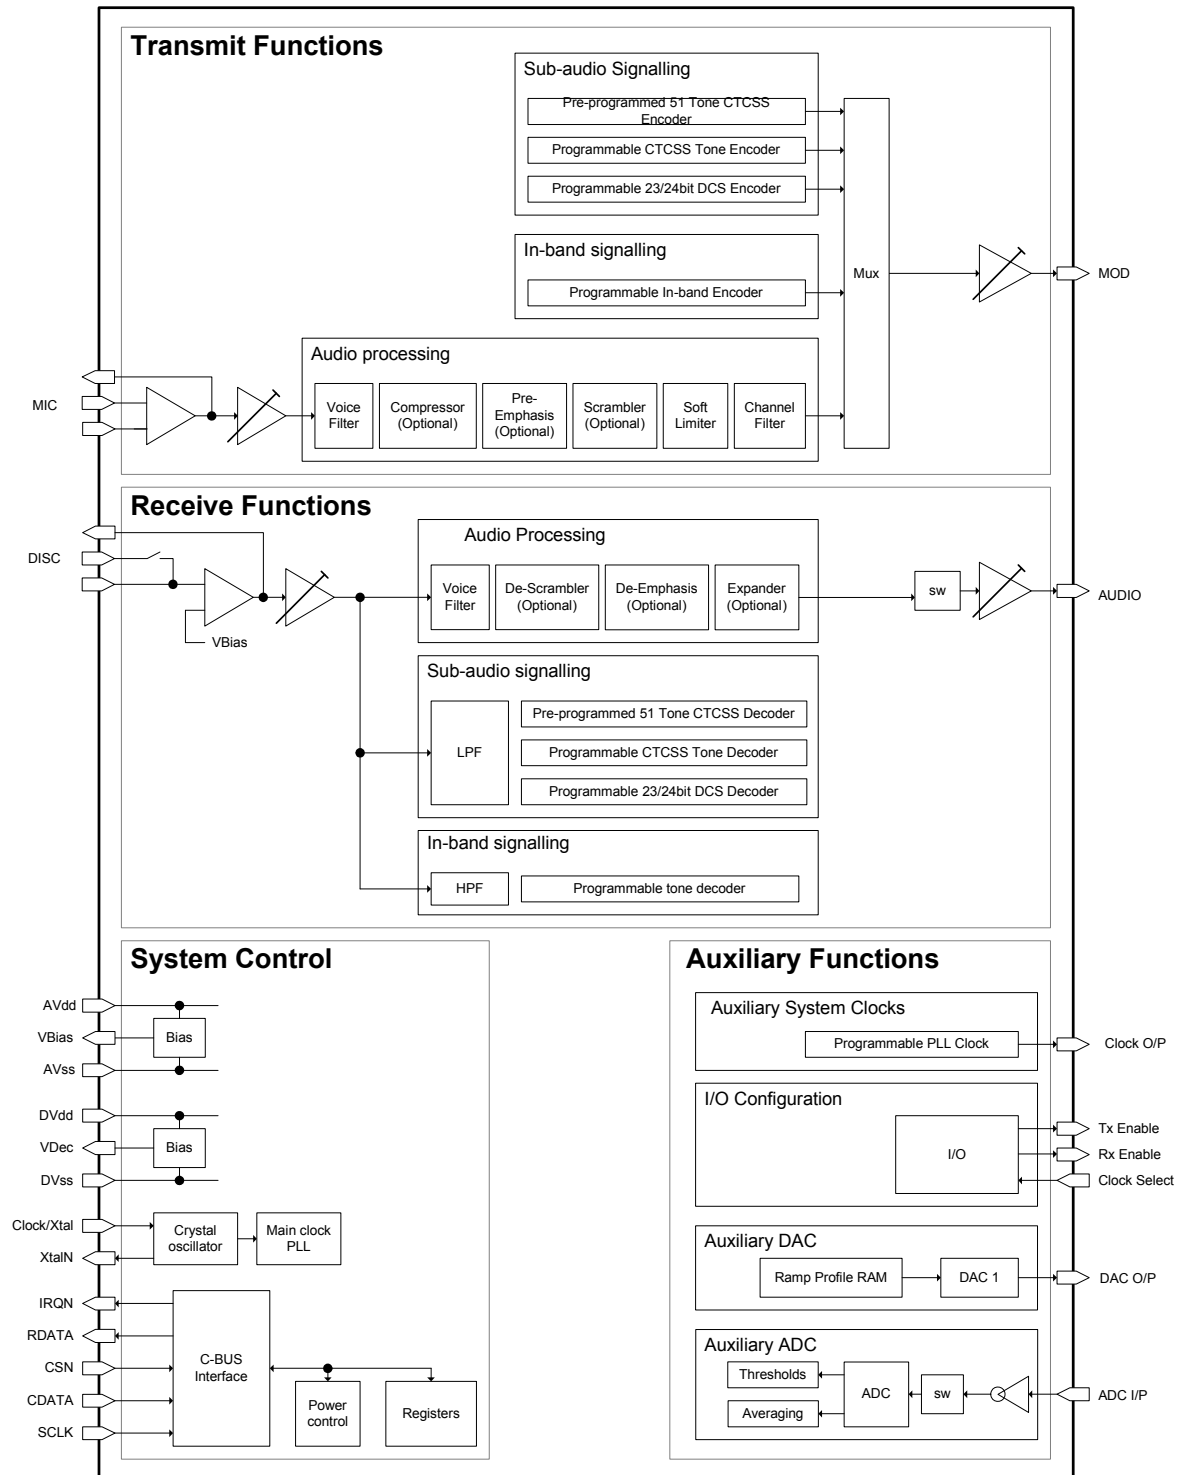 Transmit Functions
Sub-audio Signalling
Pre-programmed 51 Tone CTCSS
Encoder
Programmable CTCSS Tone Encoder
Programmable 23/24bit DCS Encoder
In-band signalling
Programmable In-band Encoder
Mux
MOD
Audio processing
MIC
Voice
Filter
Compressor
(Optional)
Pre-
Emphasis
(Optional)
Scrambler
(Optional)
Soft
Limiter
Channel
Filter
Receive Functions
DISC
VBias
Audio Processing
Voice
Filter
De-Scrambler
(Optional)
De-Emphasis
(Optional)
Expander
(Optional)
sw
AUDIO
Sub-audio signalling
LPF
Pre-programmed 51 Tone CTCSS Decoder
Programmable CTCSS Tone Decoder
Programmable 23/24bit DCS Decoder
In-band signalling
HPF
Programmable tone decoder
System Control
AVdd
VBias
Bias
AVss
DVdd
VDec
Bias
DVss
Clock/Xtal
XtalN
Crystal
oscillator
Main clock
PLL
IRQN
RDATA
CSN
CDATA
SCLK
C-BUS
Interface
Power
control
Registers
Auxiliary Functions
Auxiliary System Clocks
Programmable PLL Clock
Clock O/P
I/O Configuration
I/O
Tx Enable
Rx Enable
Clock Select
Auxiliary DAC
Ramp Profile RAM
DAC 1
DAC O/P
Auxiliary ADC
Thresholds
Averaging
ADC
sw
ADC I/P